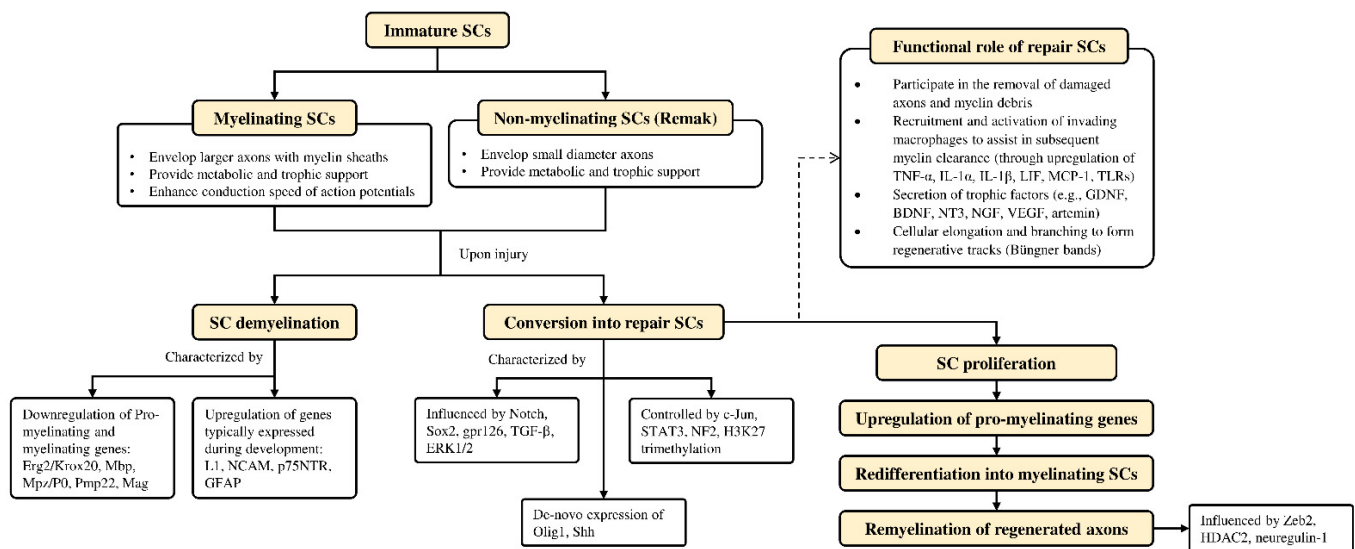 Immature SCs
Myelinating SCs
• Envelop larger axons with myelin sheaths
• Provide metabolic and trophic support
• Enhance conduction speed of action potentials
Non-myelinating SCs (Remak)
• Envelop small diameter axons
• Provide metabolic and trophic support
Functional role of repair SCs
• Participate in the removal of damaged
axons and myelin debris
• Recruitment and activation of invading
macrophages to assist in subsequent
myelin clearance (through upregulation of
TNF-α, IL-1α, IL-1β, LIF, MCP-1, TLRs)
• Secretion of trophic factors (e.g., GDNF,
BDNF, NT3, NGF, VEGF, artemin)
• Cellular elongation and branching to form
regenerative tracks (Büngner bands)
Upon injury
SC demyelination
Characterized by
Downregulation of Pro-
myelinating and
myelinating genes:
Erg2/Krox20, Mbp,
Mpz/P0, Pmp22, Mag
Upregulation of genes
typically expressed
during development:
L1, NCAM, p75NTR,
GFAP
Conversion into repair SCs
Characterized by
Influenced by Notch,
Sox2, gpr126, TGF-β,
ERK1/2
Controlled by c-Jun,
STAT3, NF2, H3K27
trimethylation
De-novo expression of
Olig1, Shh
SC proliferation
Upregulation of pro-myelinating genes
Redifferentiation into myelinating SCs
Remyelination of regenerated axons
Influenced by Zeb2,
HDAC2, neuregulin-1